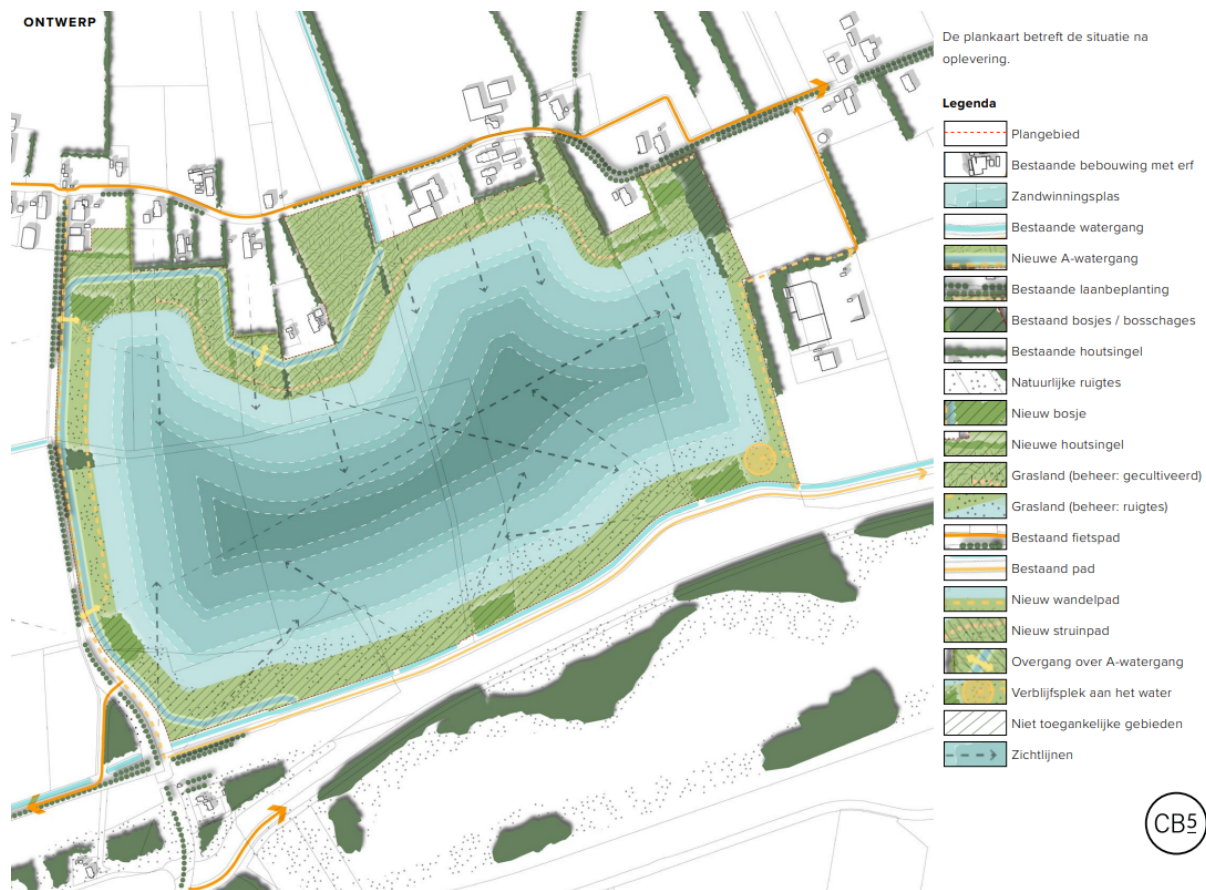 ONTWERP
De plankaart betreft de situatie na
oplevering.
Legenda
Plangebied
Bestaande bebouwing met erf
Zandwinningsplas
Bestaande watergang
Nieuwe A-watergang
Bestaande laanbeplanting
Bestaand bosjes / bosschages
Bestaande houtsingel
Natuurlijke ruigtes
Nieuw bosje
Nieuwe houtsingel
Grasland (beheer: gecultiveerd)
Grasland (beheer: ruigtes)
Bestaand fietspad
Bestaand pad
Nieuw wandelpad
Nieuw struinpad
Overgang over A-watergang
Verblijfsplek aan het water
Niet toegankelijke gebieden
Zichtlijnen
CB5